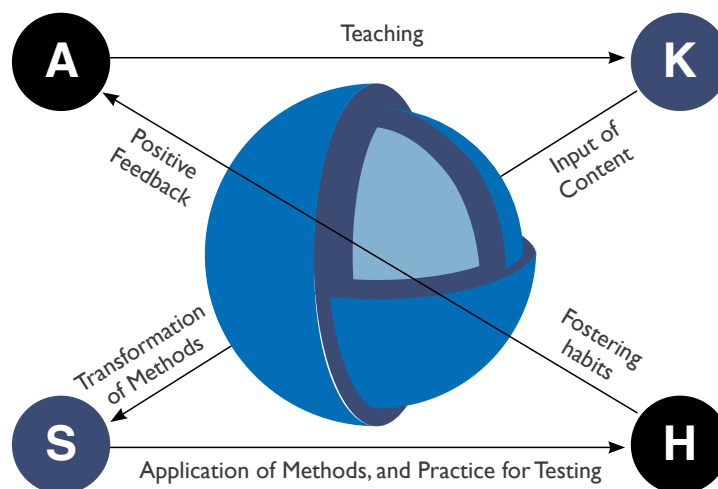 Teaching
A
K
Positive
Feedback
Input of
Content
Transformation
of Methods
Fostering
habits
S
H
Application of Methods, and Practice for Testing